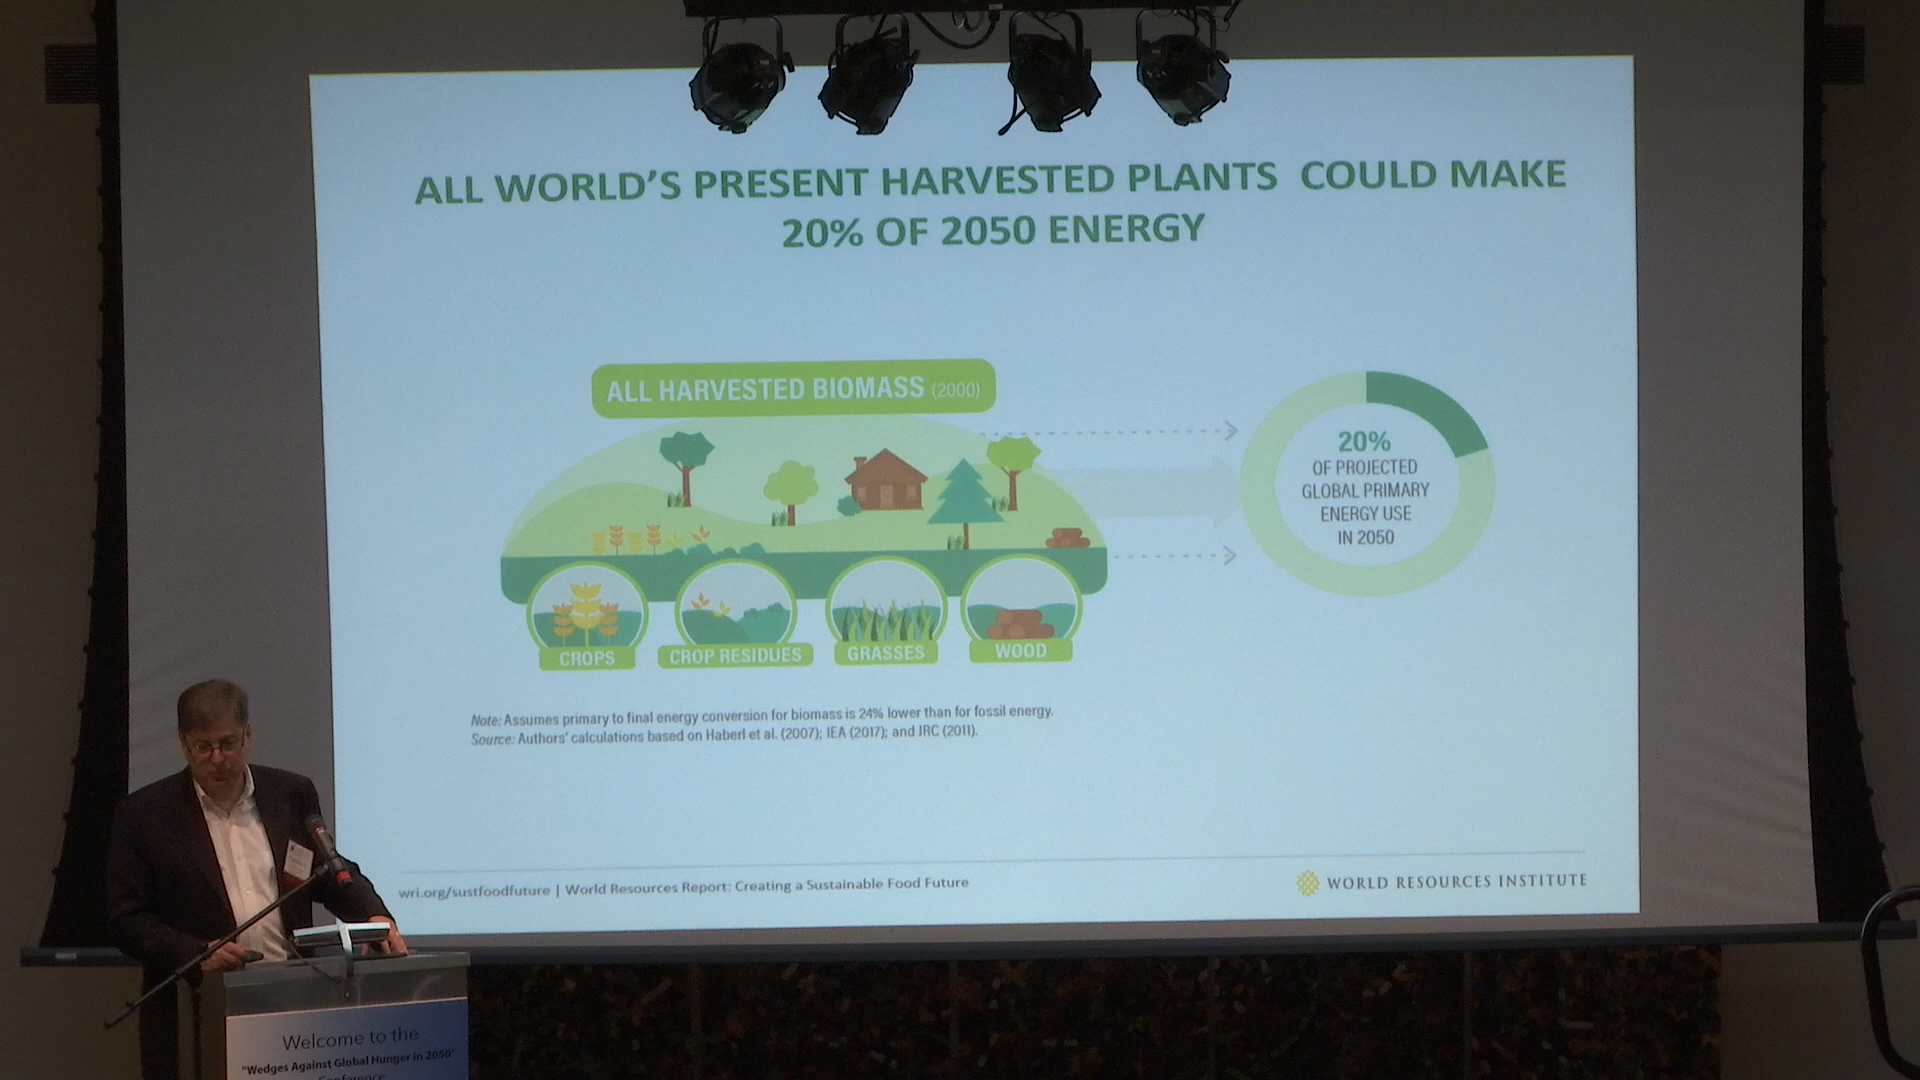 ALL WORLD'S PRESENT HARVESTED PLANTS COULD MAKE
20% OF 2050 ENERGY
ALL HARVESTED BIOMASS (2000)
20%
OF PROJECTED
GLOBAL PRIMARY
ENERGY USE
IN 2050
CROPS
CROP RESIDUES
GRASSES
WOOD
Note: Assumes primary to final energy conversion for biomass is 24% lower than for fossil energy.
Source: Authors' calculations based on Haberl et al. (2007); IEA (2017); and JRC (2011).
wri.org/sustfoodfuture | World Resources Report: Creating a Sustainable Food Future
WORLD RESOURCES INSTITUTE
Welcome to the
"Wedges Against Global Hunger in 2050"
Conference